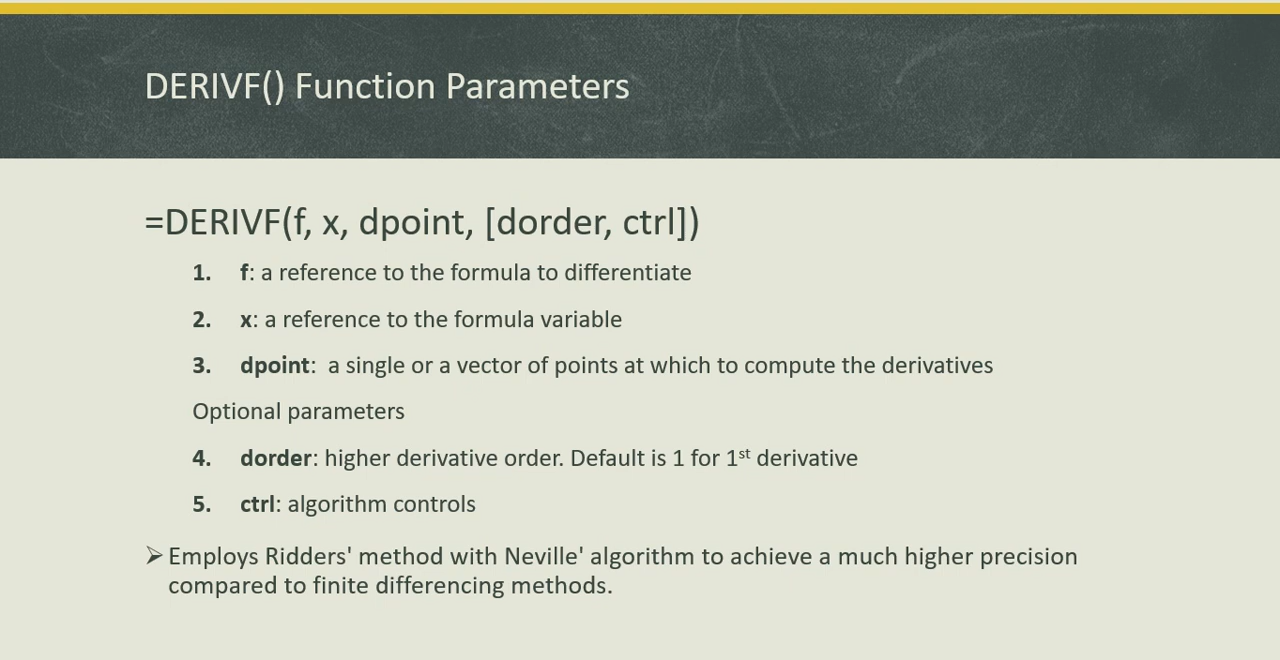 DERIVF() Function Parameters
=DERIVF(f, x, dpoint, [dorder, ctrl])
1. f: a reference to the formula to differentiate
2. x: a reference to the formula variable
3. dpoint: a single or a vector of points at which to compute the derivatives
Optional parameters
4. dorder: higher derivative order. Default is 1 for 1st derivative
5. ctrl: algorithm controls
➢ Employs Ridders' method with Neville' algorithm to achieve a much higher precision
compared to finite differencing methods.